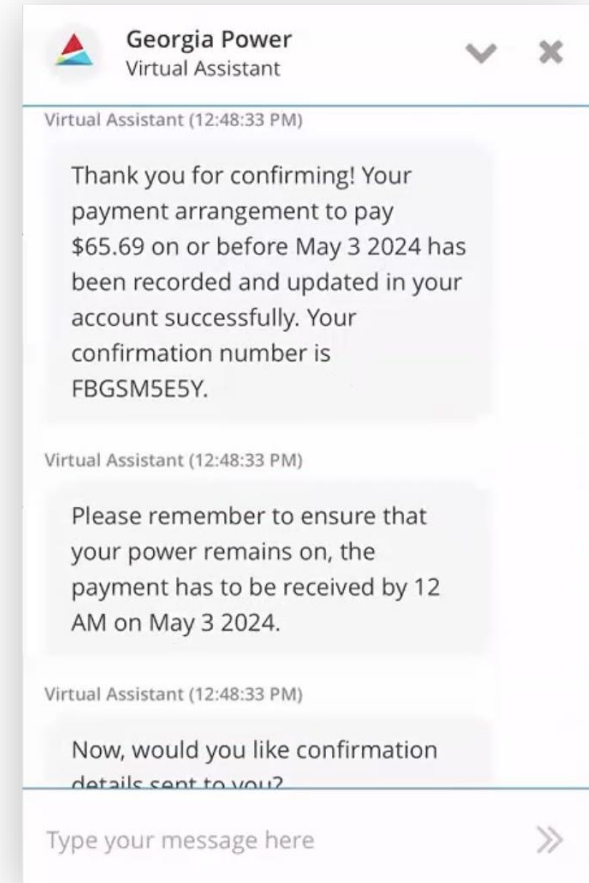 Georgia Power
Virtual Assistant
Virtual Assistant (12:48:33 PM)
Thank you for confirming! Your
payment arrangement to pay
$65.69 on or before May 3 2024 has
been recorded and updated in your
account successfully. Your
confirmation number is
FBGSM5E5Y.
Virtual Assistant (12:48:33 PM)
Please remember to ensure that
your power remains on, the
payment has to be received by 12
AM on May 3 2024.
Virtual Assistant (12:48:33 PM)
Now, would you like confirmation
details sent to you?
Type your message here